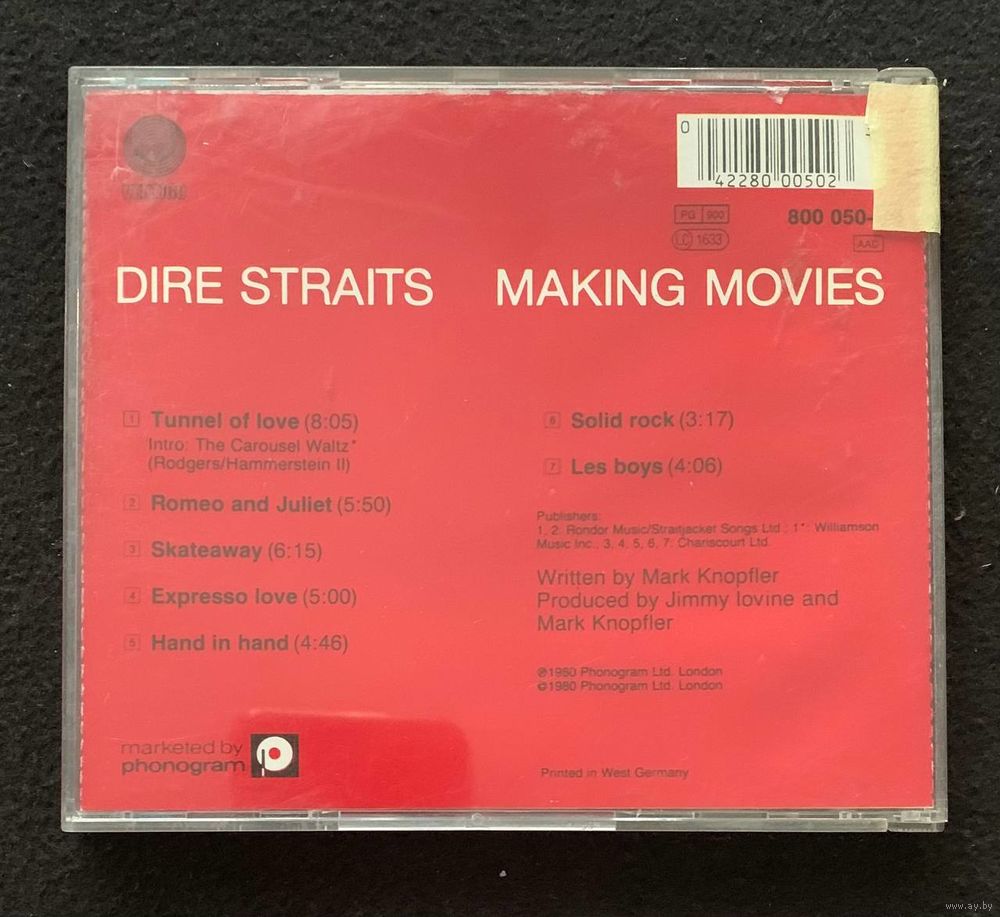 VERTIGO
0
42280 00502
PG 900
800 050-
LC 1633
AAC
DIRE STRAITS MAKING MOVIES
1 Tunnel of love (8:05)
Intro: The Carousel Waltz*
(Rodgers/Hammerstein II)
2 Romeo and Juliet (5:50)
3 Skateaway (6:15)
4 Expresso love (5:00)
5 Hand in hand (4:46)
6 Solid rock (3:17)
7 Les boys (4:06)
Publishers:
1, 2: Rondor Music/Straitjacket Songs Ltd.; 1*: Williamson
Music Inc.; 3, 4, 5, 6, 7: Chariscourt Ltd.
Written by Mark Knopfler
Produced by Jimmy Iovine and
Mark Knopfler
℗1980 Phonogram Ltd. London
©1980 Phonogram Ltd. London
marketed by
phonogram
Printed in West Germany
www.ay.by